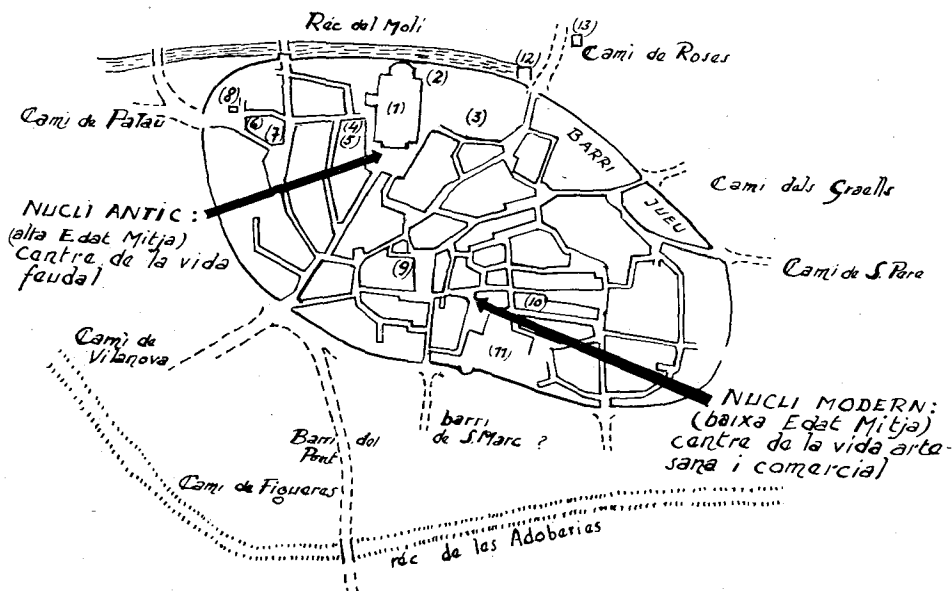 Réc del Molí
(13)
Camí de Roses
(12)
(2)
(1)
(3)
(8)
(6)
(7)
(4)
(5)
Camí de Palaü
BARRI
JUEU
Camí dels Graells
Camí de S. Pere
NUCLI ANTIC:
(alta Edat Mitja)
centre de la vida
feudal
(9)
(10)
(11)
Camí de
Vilanova
NUCLI MODERN:
(baixa Edat Mitja)
centre de la vida arte-
sana i comercial
barri
de S. Marc ?
Barri del
Pont
Camí de Figueres
réc de les Adoberies